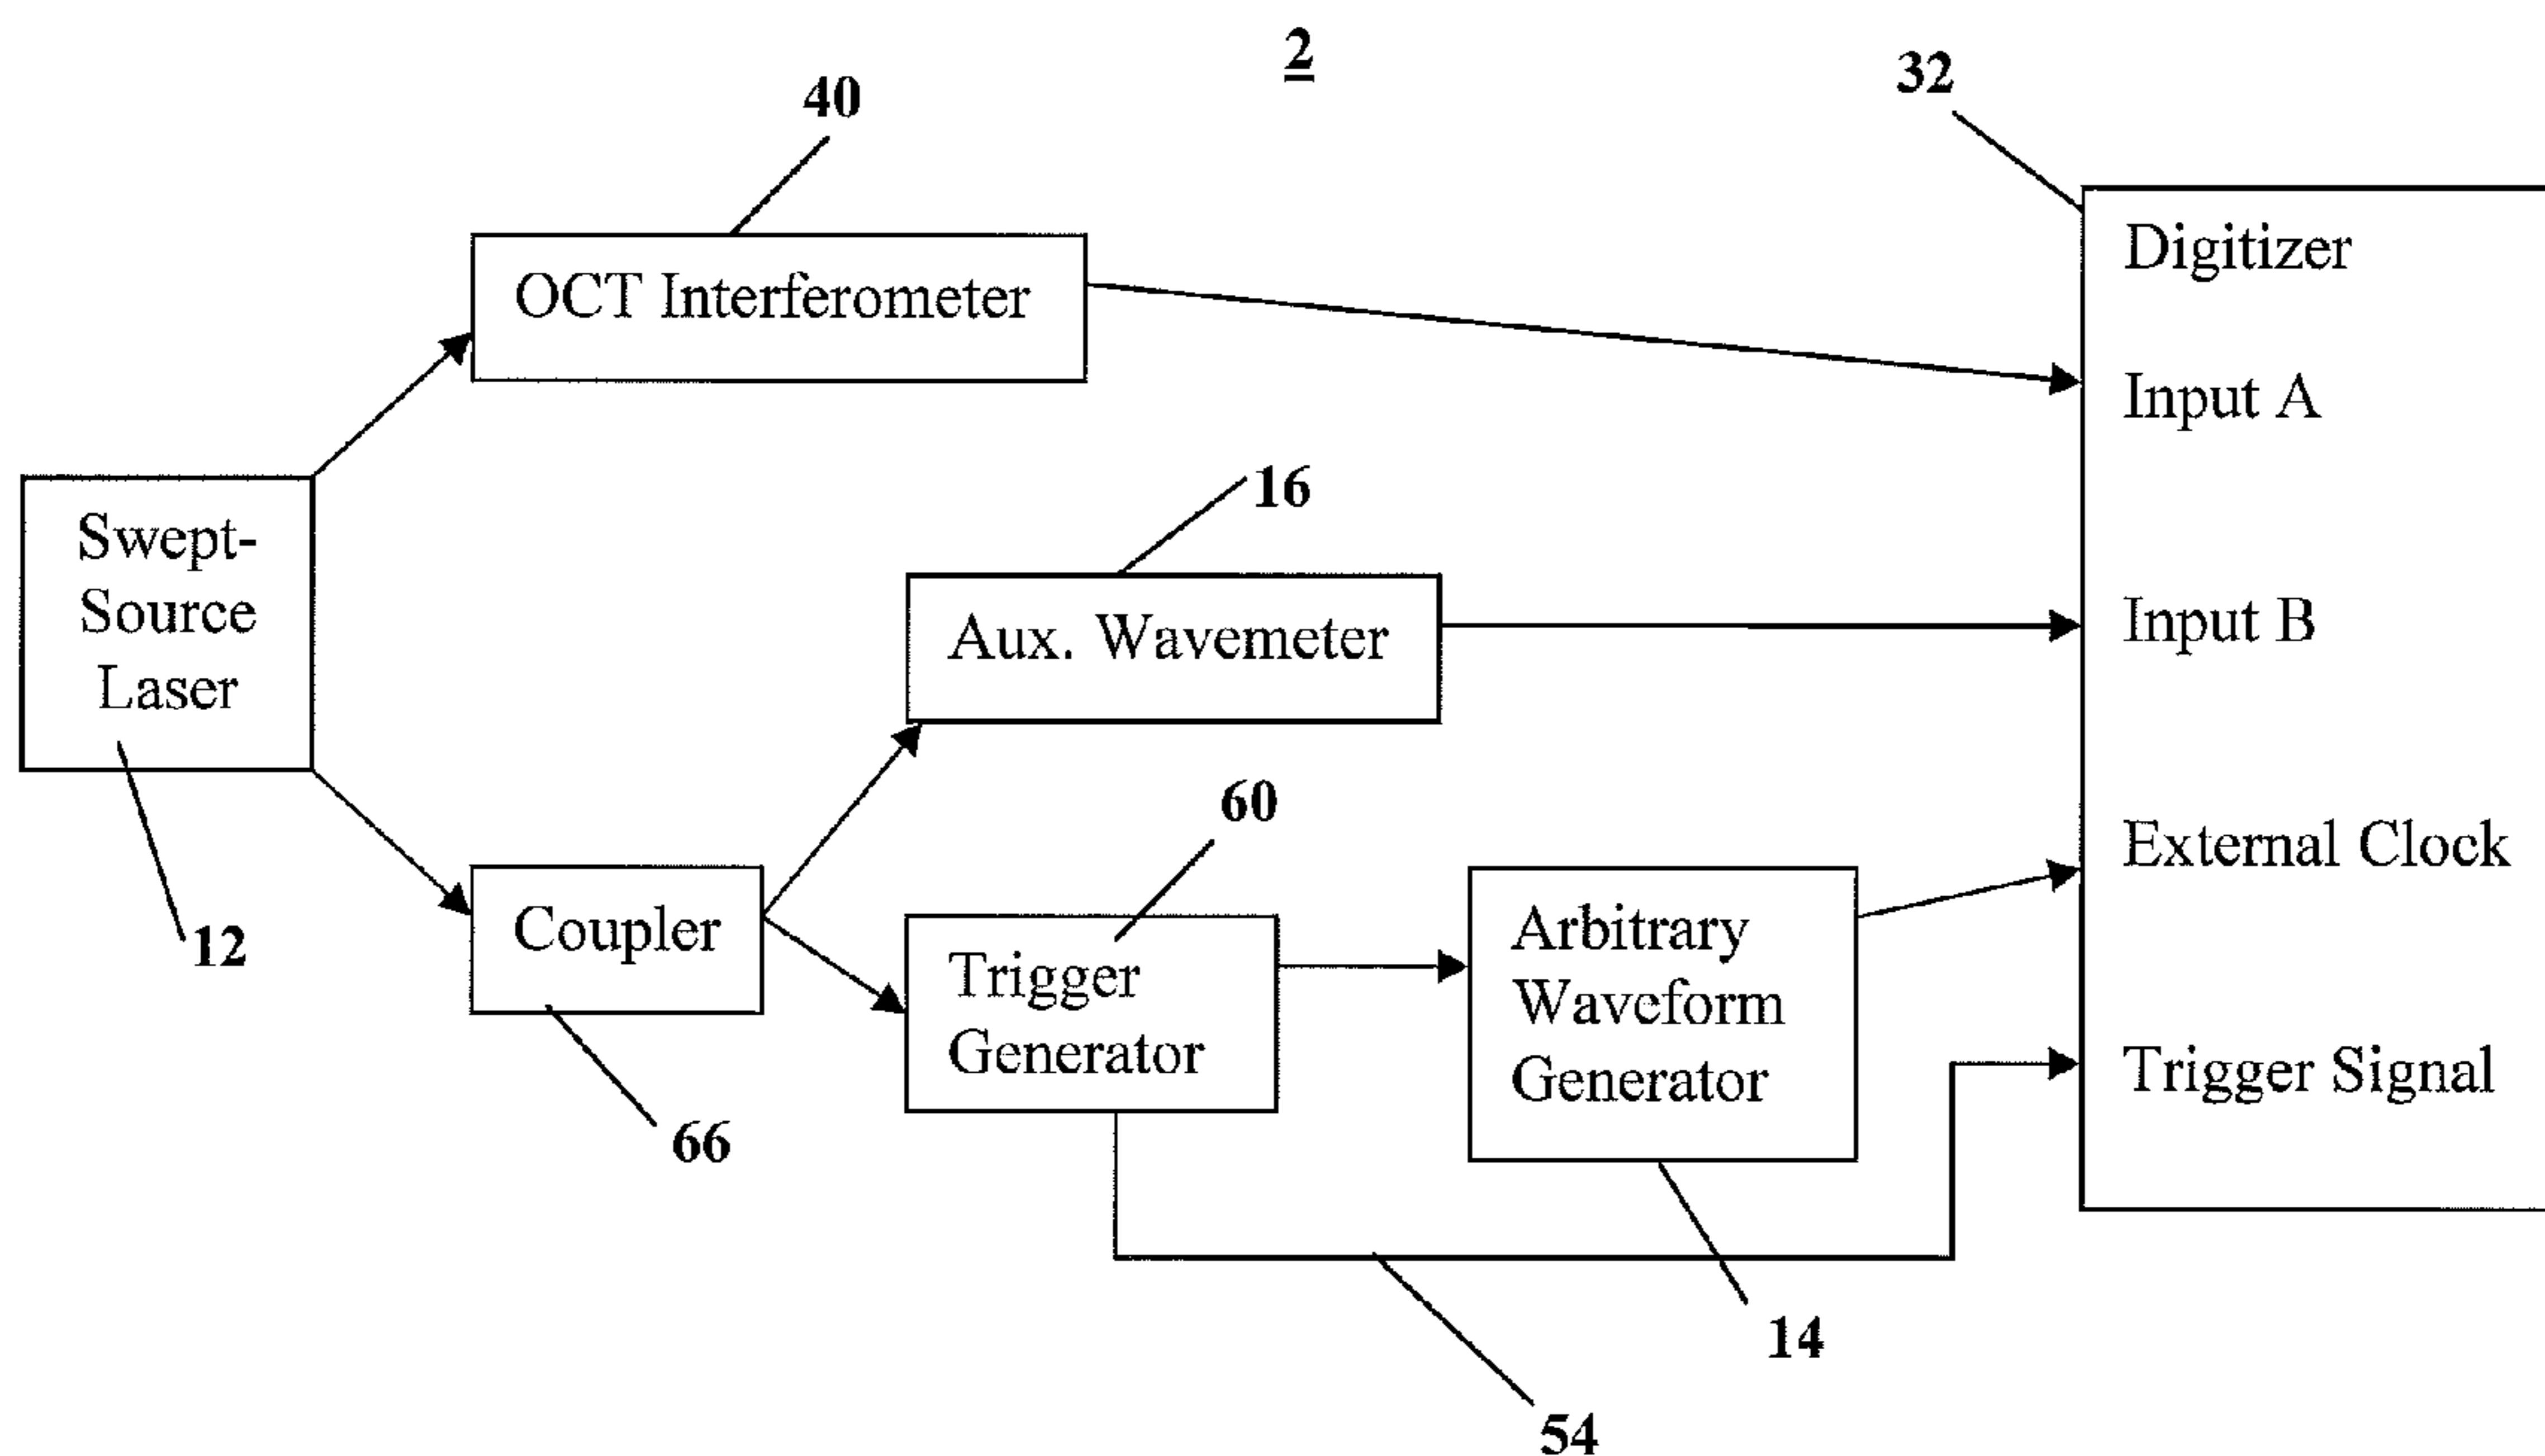 2
40
32
OCT Interferometer
Digitizer
Input A
16
Swept-
Source
Laser
Aux. Wavemeter
Input B
60
12
Coupler
66
Trigger
Generator
Arbitrary
Waveform
Generator
External Clock
Trigger Signal
14
54